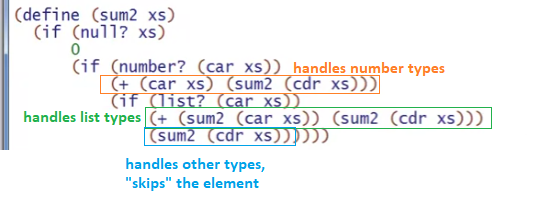 (define (sum2 xs)
(if (null? xs)
0
(if (number? (car xs)) handles number types
(+ (car xs) (sum2 (cdr xs)))
(if (list? (car xs))
handles list types (+ (sum2 (car xs)) (sum2 (cdr xs)))
(sum2 (cdr xs))))))
handles other types,
"skips" the element